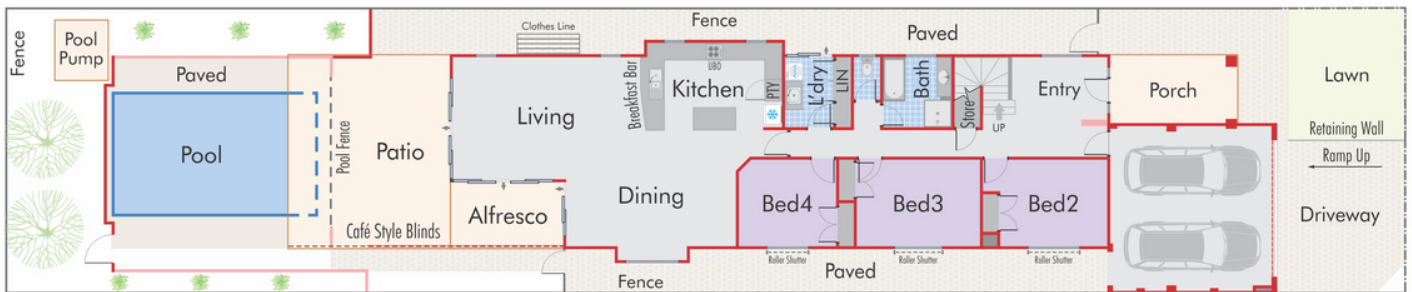 Fence
Pool
Pump
Paved
Pool
Pool Fence
Patio
Café Style Blinds
Alfresco
Clothes Line
Living
Breakfast Bar
Dining
Kitchen
UBO
PTY
L'dry
LIN
Bath
Store
UP
Entry
Porch
Fence
Paved
Bed4
Bed3
Bed2
Roller Shutter
Roller Shutter
Roller Shutter
Fence
Paved
Lawn
Retaining Wall
Ramp Up
Driveway